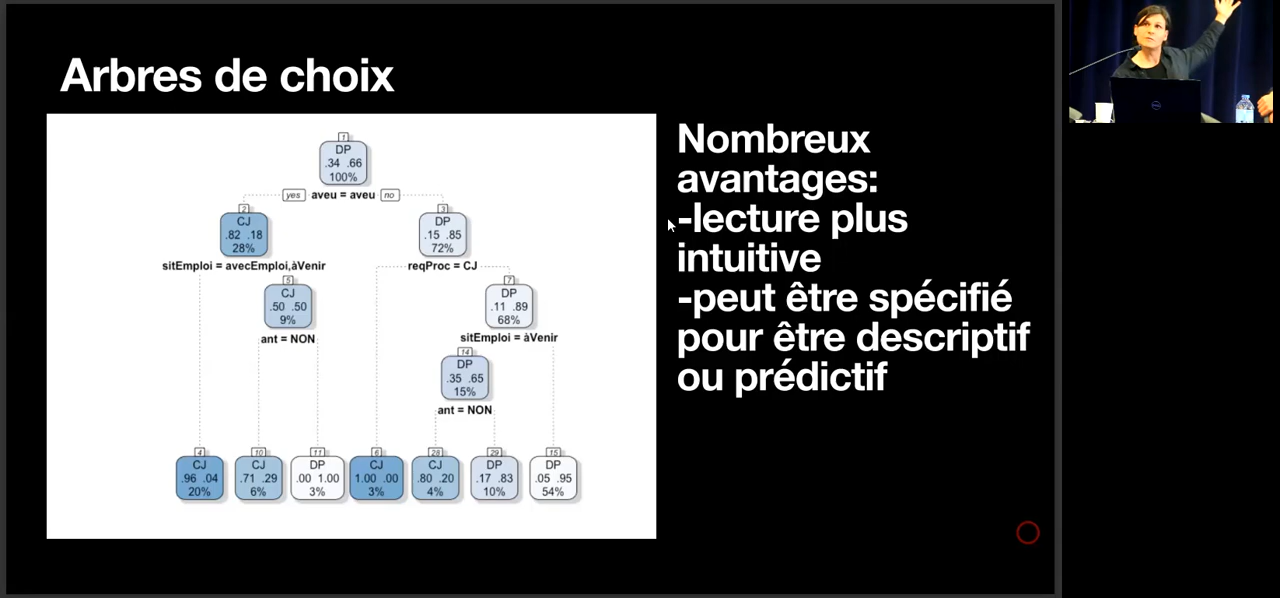 Arbres de choix
1
DP
.34 .66
100%
yes aveu = aveu no
2
CJ
.82 .18
28%
3
DP
.15 .85
72%
sitEmploi = avecEmploi,àVenir
reqProc = CJ
5
CJ
.50 .50
9%
7
DP
.11 .89
68%
ant = NON
sitEmploi = àVenir
14
DP
.35 .65
15%
ant = NON
4
CJ
.96 .04
20%
10
CJ
.71 .29
6%
11
DP
.00 1.00
3%
6
CJ
1.00 .00
3%
28
CJ
.80 .20
4%
29
DP
.17 .83
10%
15
DP
.05 .95
54%
Nombreux
avantages:
-lecture plus
intuitive
-peut être spécifié
pour être descriptif
ou prédictif